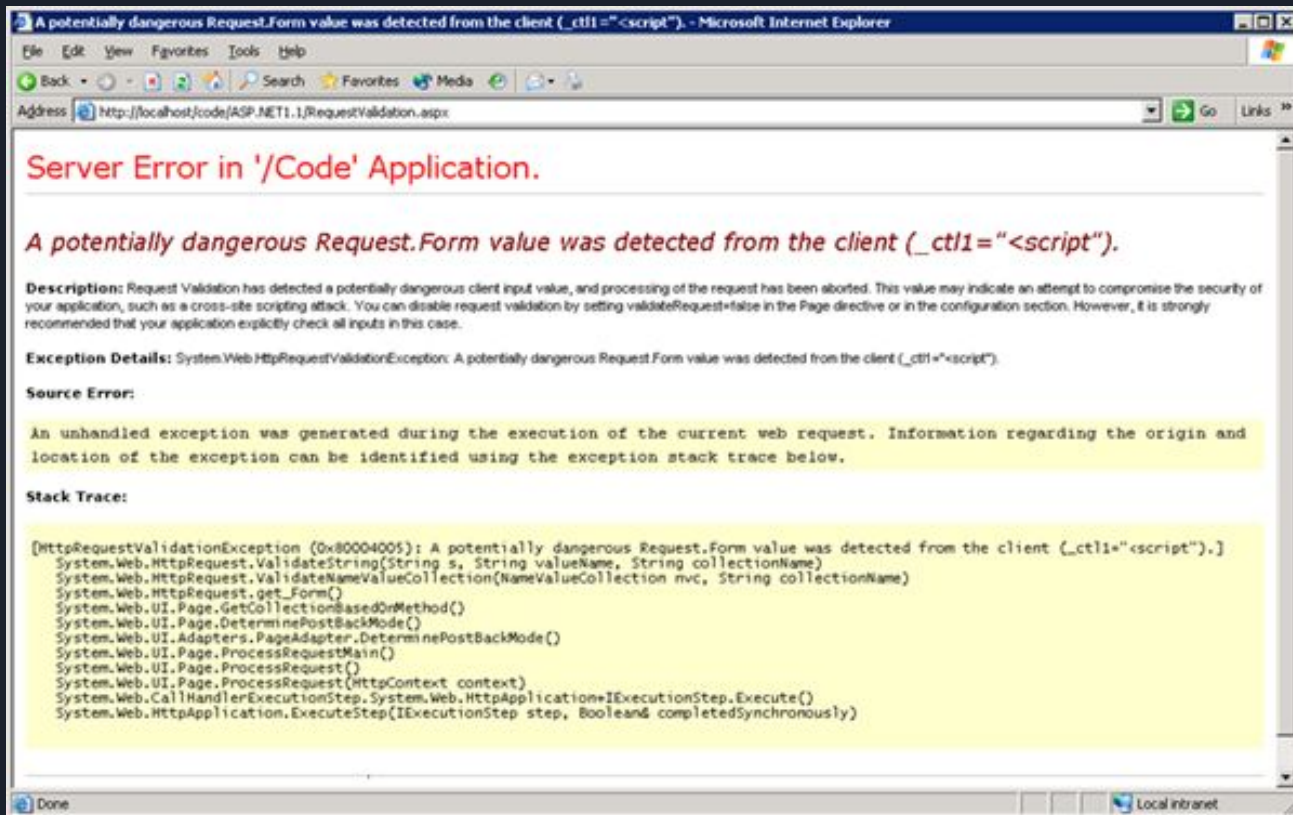 A potentially dangerous Request.Form value was detected from the client (_ctl1="<script"). - Microsoft Internet Explorer
File Edit View Favorites Tools Help
Back Search Favorites Media
Address http://localhost/code/ASP.NET1.1/RequestValidation.aspx Go Links »
Server Error in '/Code' Application.
A potentially dangerous Request.Form value was detected from the client (_ctl1="<script").
Description: Request Validation has detected a potentially dangerous client input value, and processing of the request has been aborted. This value may indicate an attempt to compromise the security of
your application, such as a cross-site scripting attack. You can disable request validation by setting validateRequest=false in the Page directive or in the configuration section. However, it is strongly
recommended that your application explicitly check all inputs in this case.
Exception Details: System.Web.HttpRequestValidationException: A potentially dangerous Request.Form value was detected from the client (_ctl1="<script").
Source Error:
An unhandled exception was generated during the execution of the current web request. Information regarding the origin and
location of the exception can be identified using the exception stack trace below.
Stack Trace:
[HttpRequestValidationException (0x80004005): A potentially dangerous Request.Form value was detected from the client (_ctl1="<script").]
System.Web.HttpRequest.ValidateString(String s, String valueName, String collectionName)
System.Web.HttpRequest.ValidateNameValueCollection(NameValueCollection nvc, String collectionName)
System.Web.HttpRequest.get_Form()
System.Web.UI.Page.GetCollectionBasedOnMethod()
System.Web.UI.Page.DeterminePostBackMode()
System.Web.UI.Adapters.PageAdapter.DeterminePostBackMode()
System.Web.UI.Page.ProcessRequestMain()
System.Web.UI.Page.ProcessRequest()
System.Web.UI.Page.ProcessRequest(HttpContext context)
System.Web.CallHandlerExecutionStep.System.Web.HttpApplication+IExecutionStep.Execute()
System.Web.HttpApplication.ExecuteStep(IExecutionStep step, Boolean& completedSynchronously)
Done Local intranet